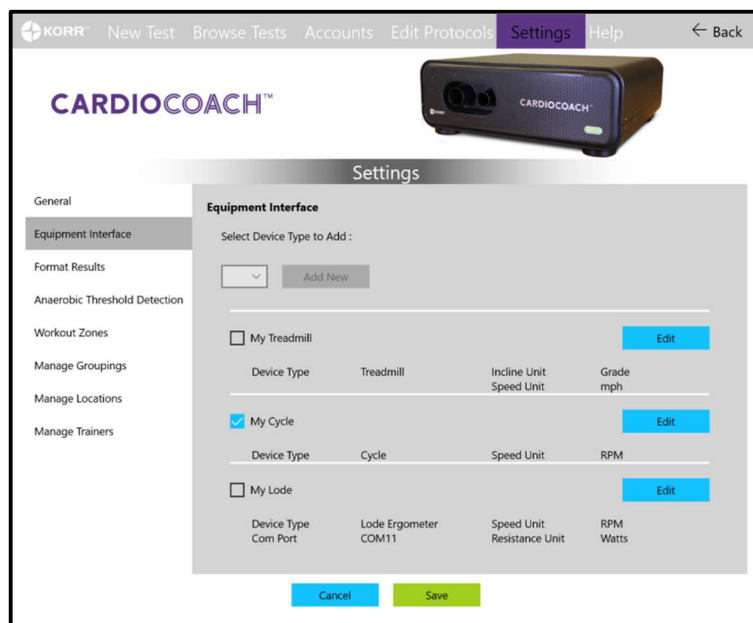 KORR™ New Test Browse Tests Accounts Edit Protocols Settings Help ← Back
CARDIOCOACH™
CARDIOCOACH™
Settings
General
Equipment Interface
Format Results
Anaerobic Threshold Detection
Workout Zones
Manage Groupings
Manage Locations
Manage Trainers
Equipment Interface
Select Device Type to Add :
Add New
My Treadmill Edit
Device Type Treadmill Incline Unit Grade
Speed Unit mph
My Cycle Edit
Device Type Cycle Speed Unit RPM
My Lode Edit
Device Type Lode Ergometer Speed Unit RPM
Com Port COM11 Resistance Unit Watts
Cancel Save